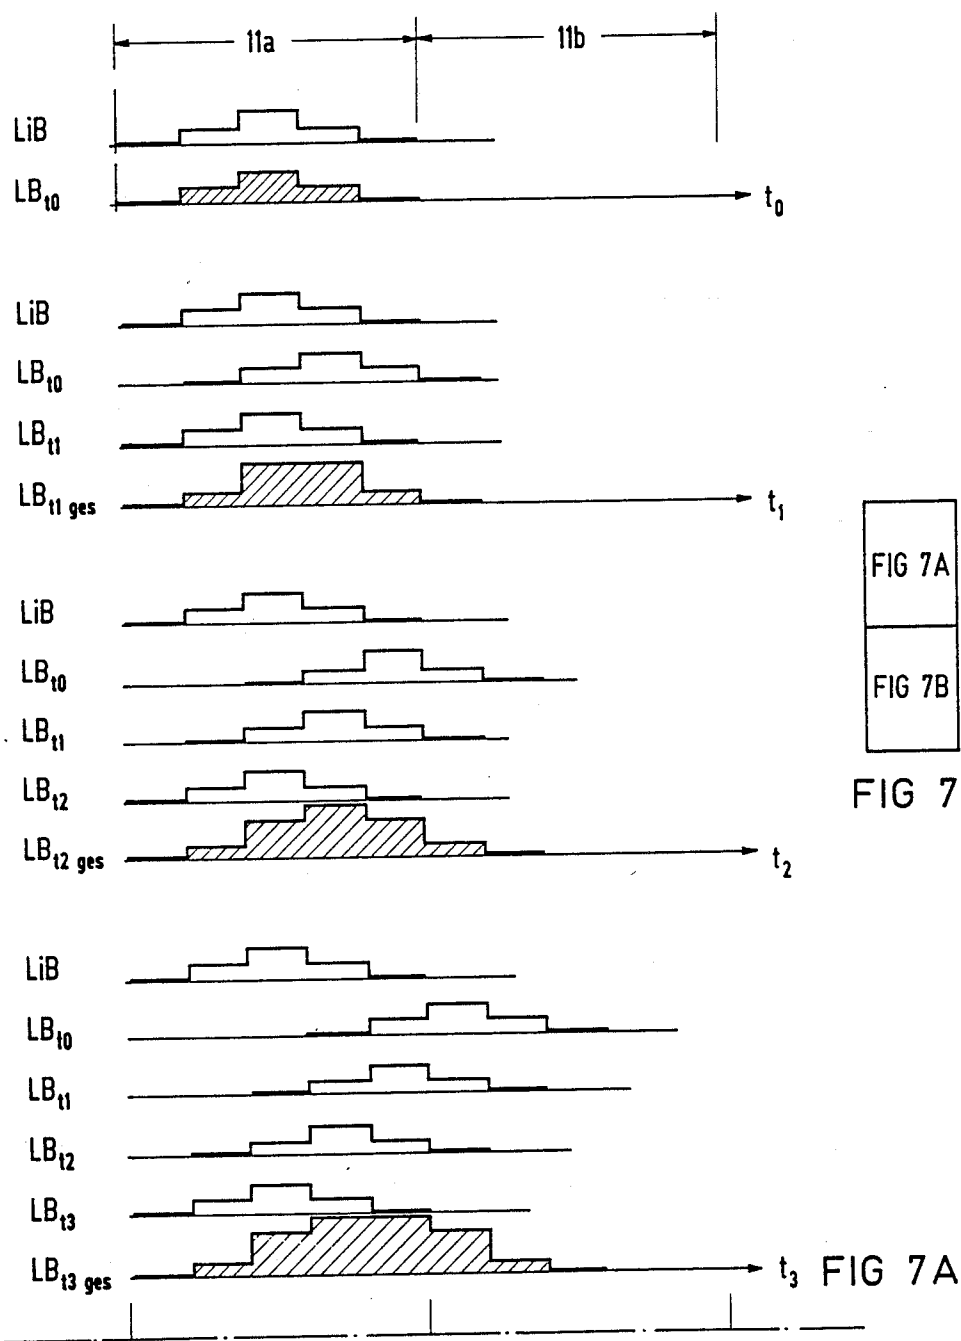 11a 11b
LiB
LBt0 t0
LiB
LBt0
LBt1
LBt1 ges t1
LiB
LBt0
LBt1
LBt2
LBt2 ges t2
FIG 7A
FIG 7B
FIG 7
LiB
LBt0
LBt1
LBt2
LBt3
LBt3 ges t3 FIG 7A